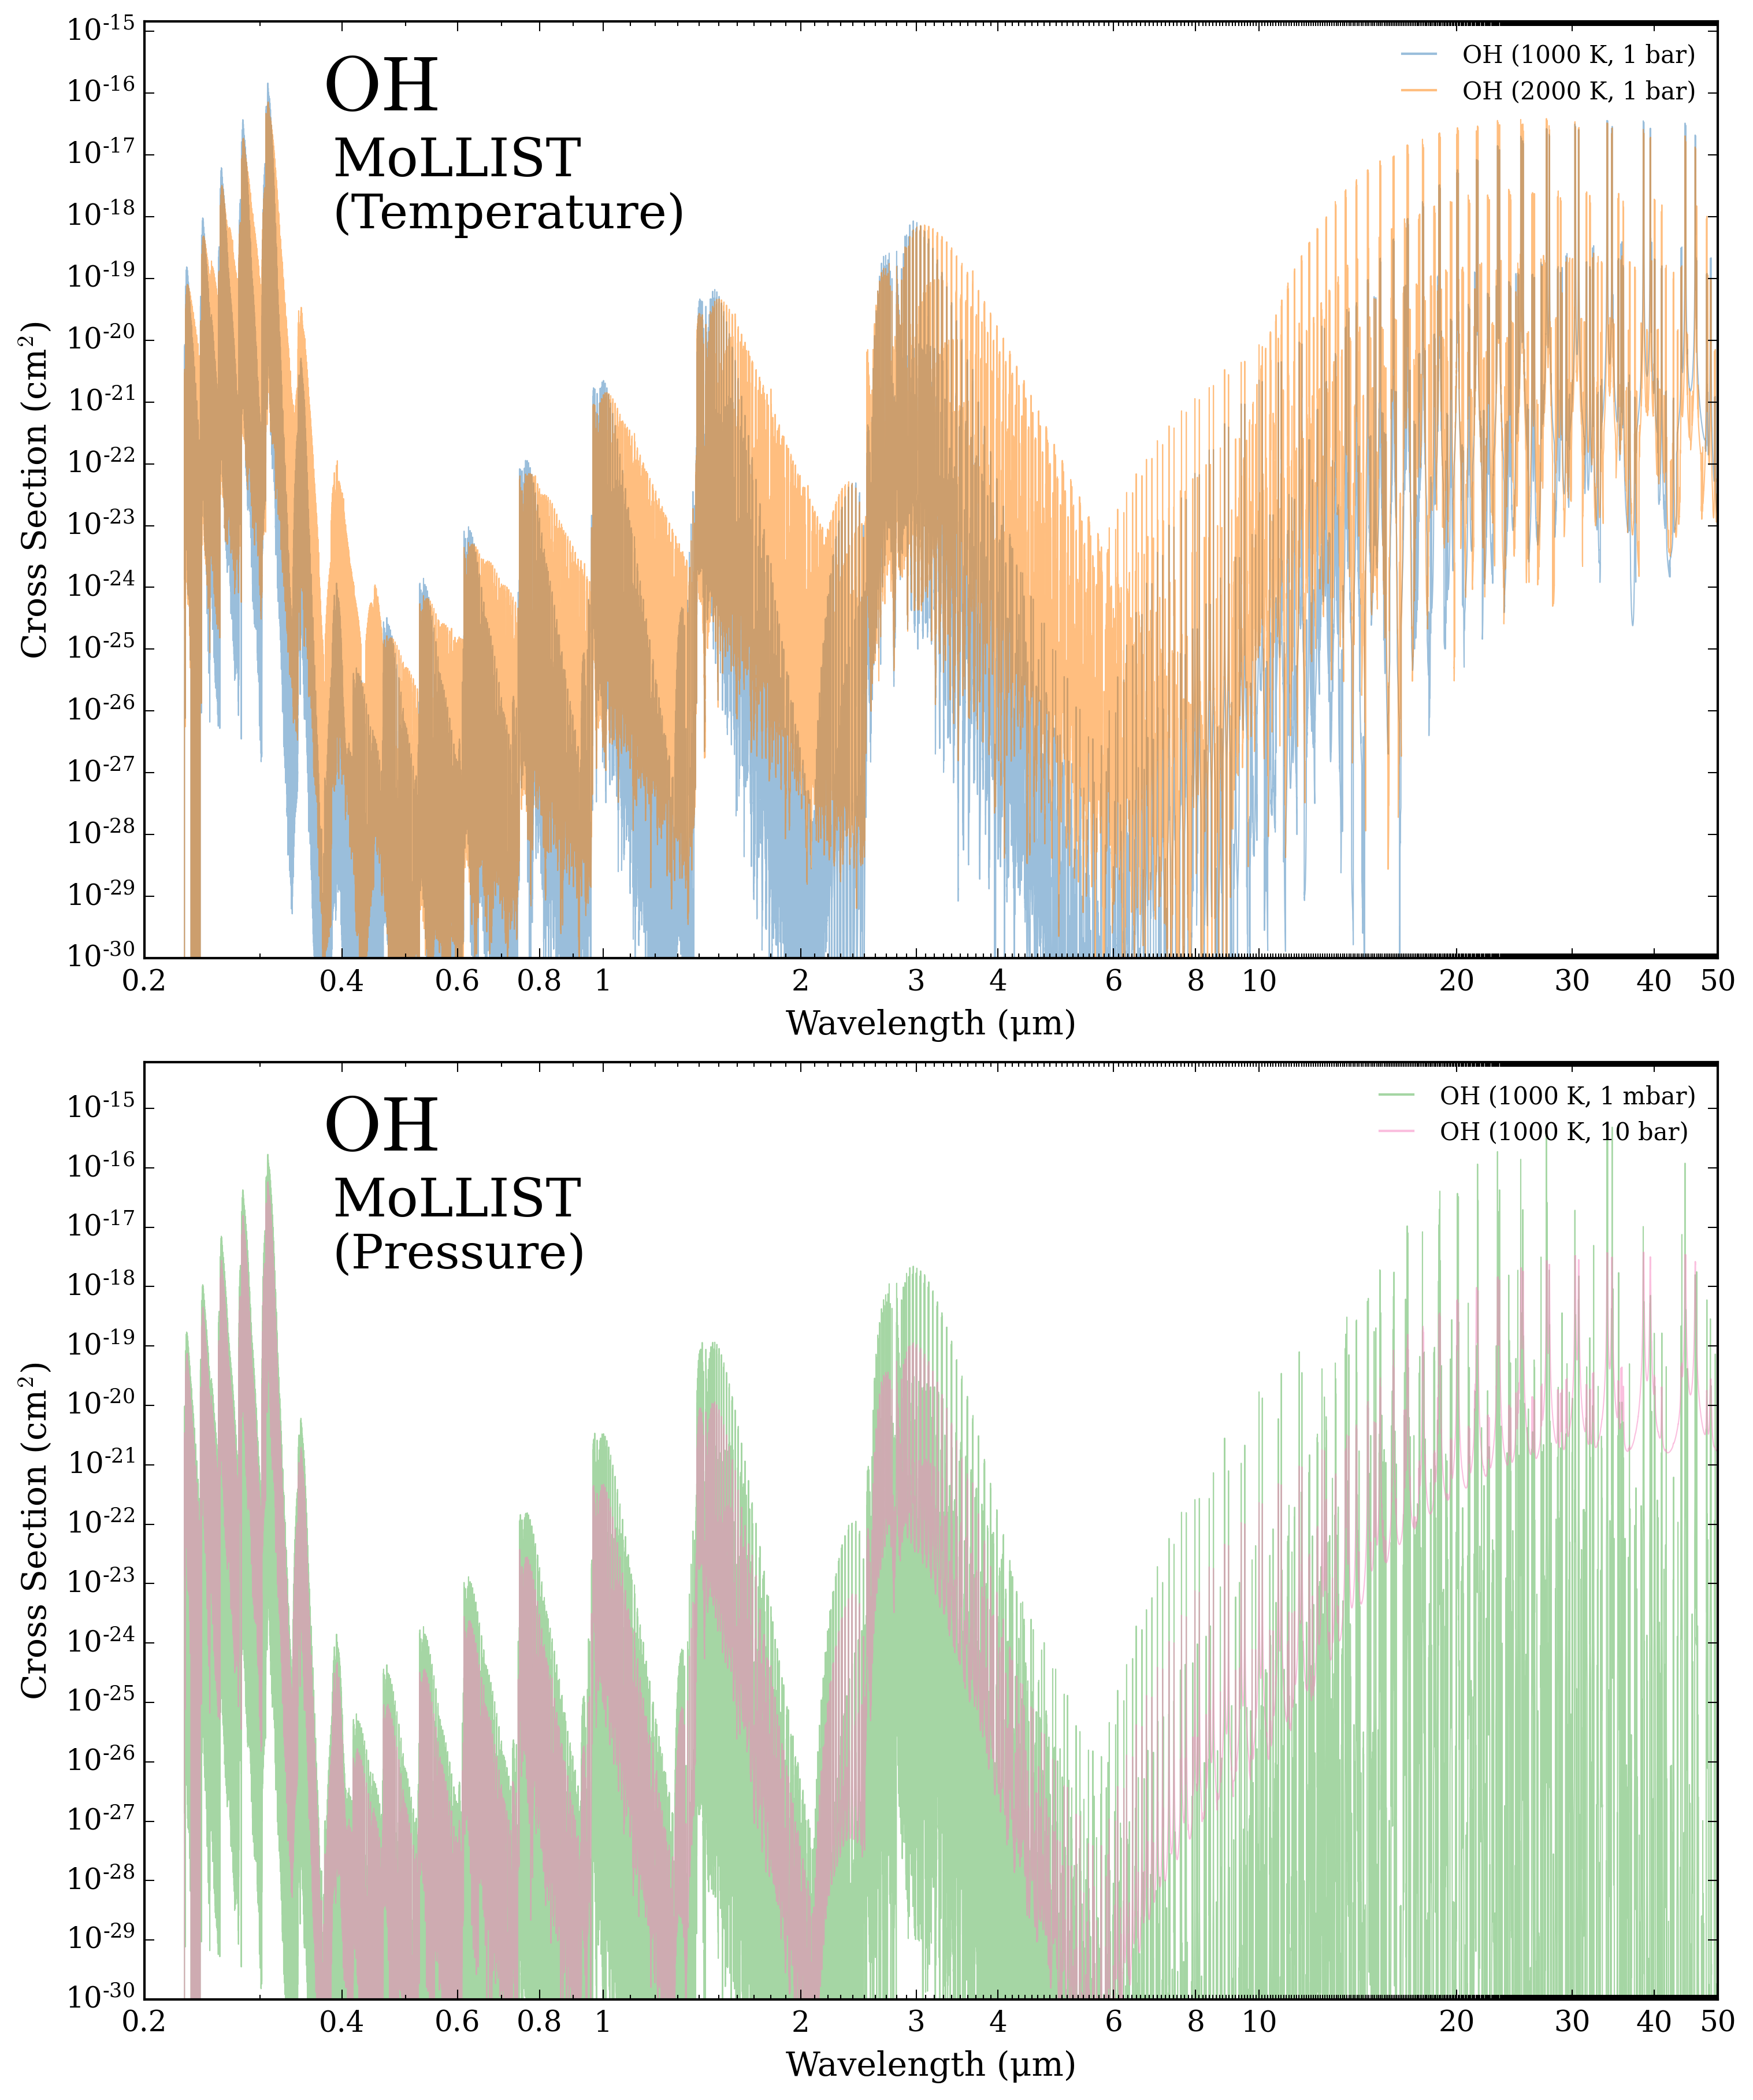 OH
MoLLIST
(Temperature)
OH (1000 K, 1 bar)
OH (2000 K, 1 bar)
Cross Section (cm²)
10⁻¹⁵
10⁻¹⁶
10⁻¹⁷
10⁻¹⁸
10⁻¹⁹
10⁻²⁰
10⁻²¹
10⁻²²
10⁻²³
10⁻²⁴
10⁻²⁵
10⁻²⁶
10⁻²⁷
10⁻²⁸
10⁻²⁹
10⁻³⁰
0.2 0.4 0.6 0.8 1 2 3 4 6 8 10 20 30 40 50
Wavelength (μm)
OH
MoLLIST
(Pressure)
OH (1000 K, 1 mbar)
OH (1000 K, 10 bar)
Cross Section (cm²)
10⁻¹⁵
10⁻¹⁶
10⁻¹⁷
10⁻¹⁸
10⁻¹⁹
10⁻²⁰
10⁻²¹
10⁻²²
10⁻²³
10⁻²⁴
10⁻²⁵
10⁻²⁶
10⁻²⁷
10⁻²⁸
10⁻²⁹
10⁻³⁰
0.2 0.4 0.6 0.8 1 2 3 4 6 8 10 20 30 40 50
Wavelength (μm)